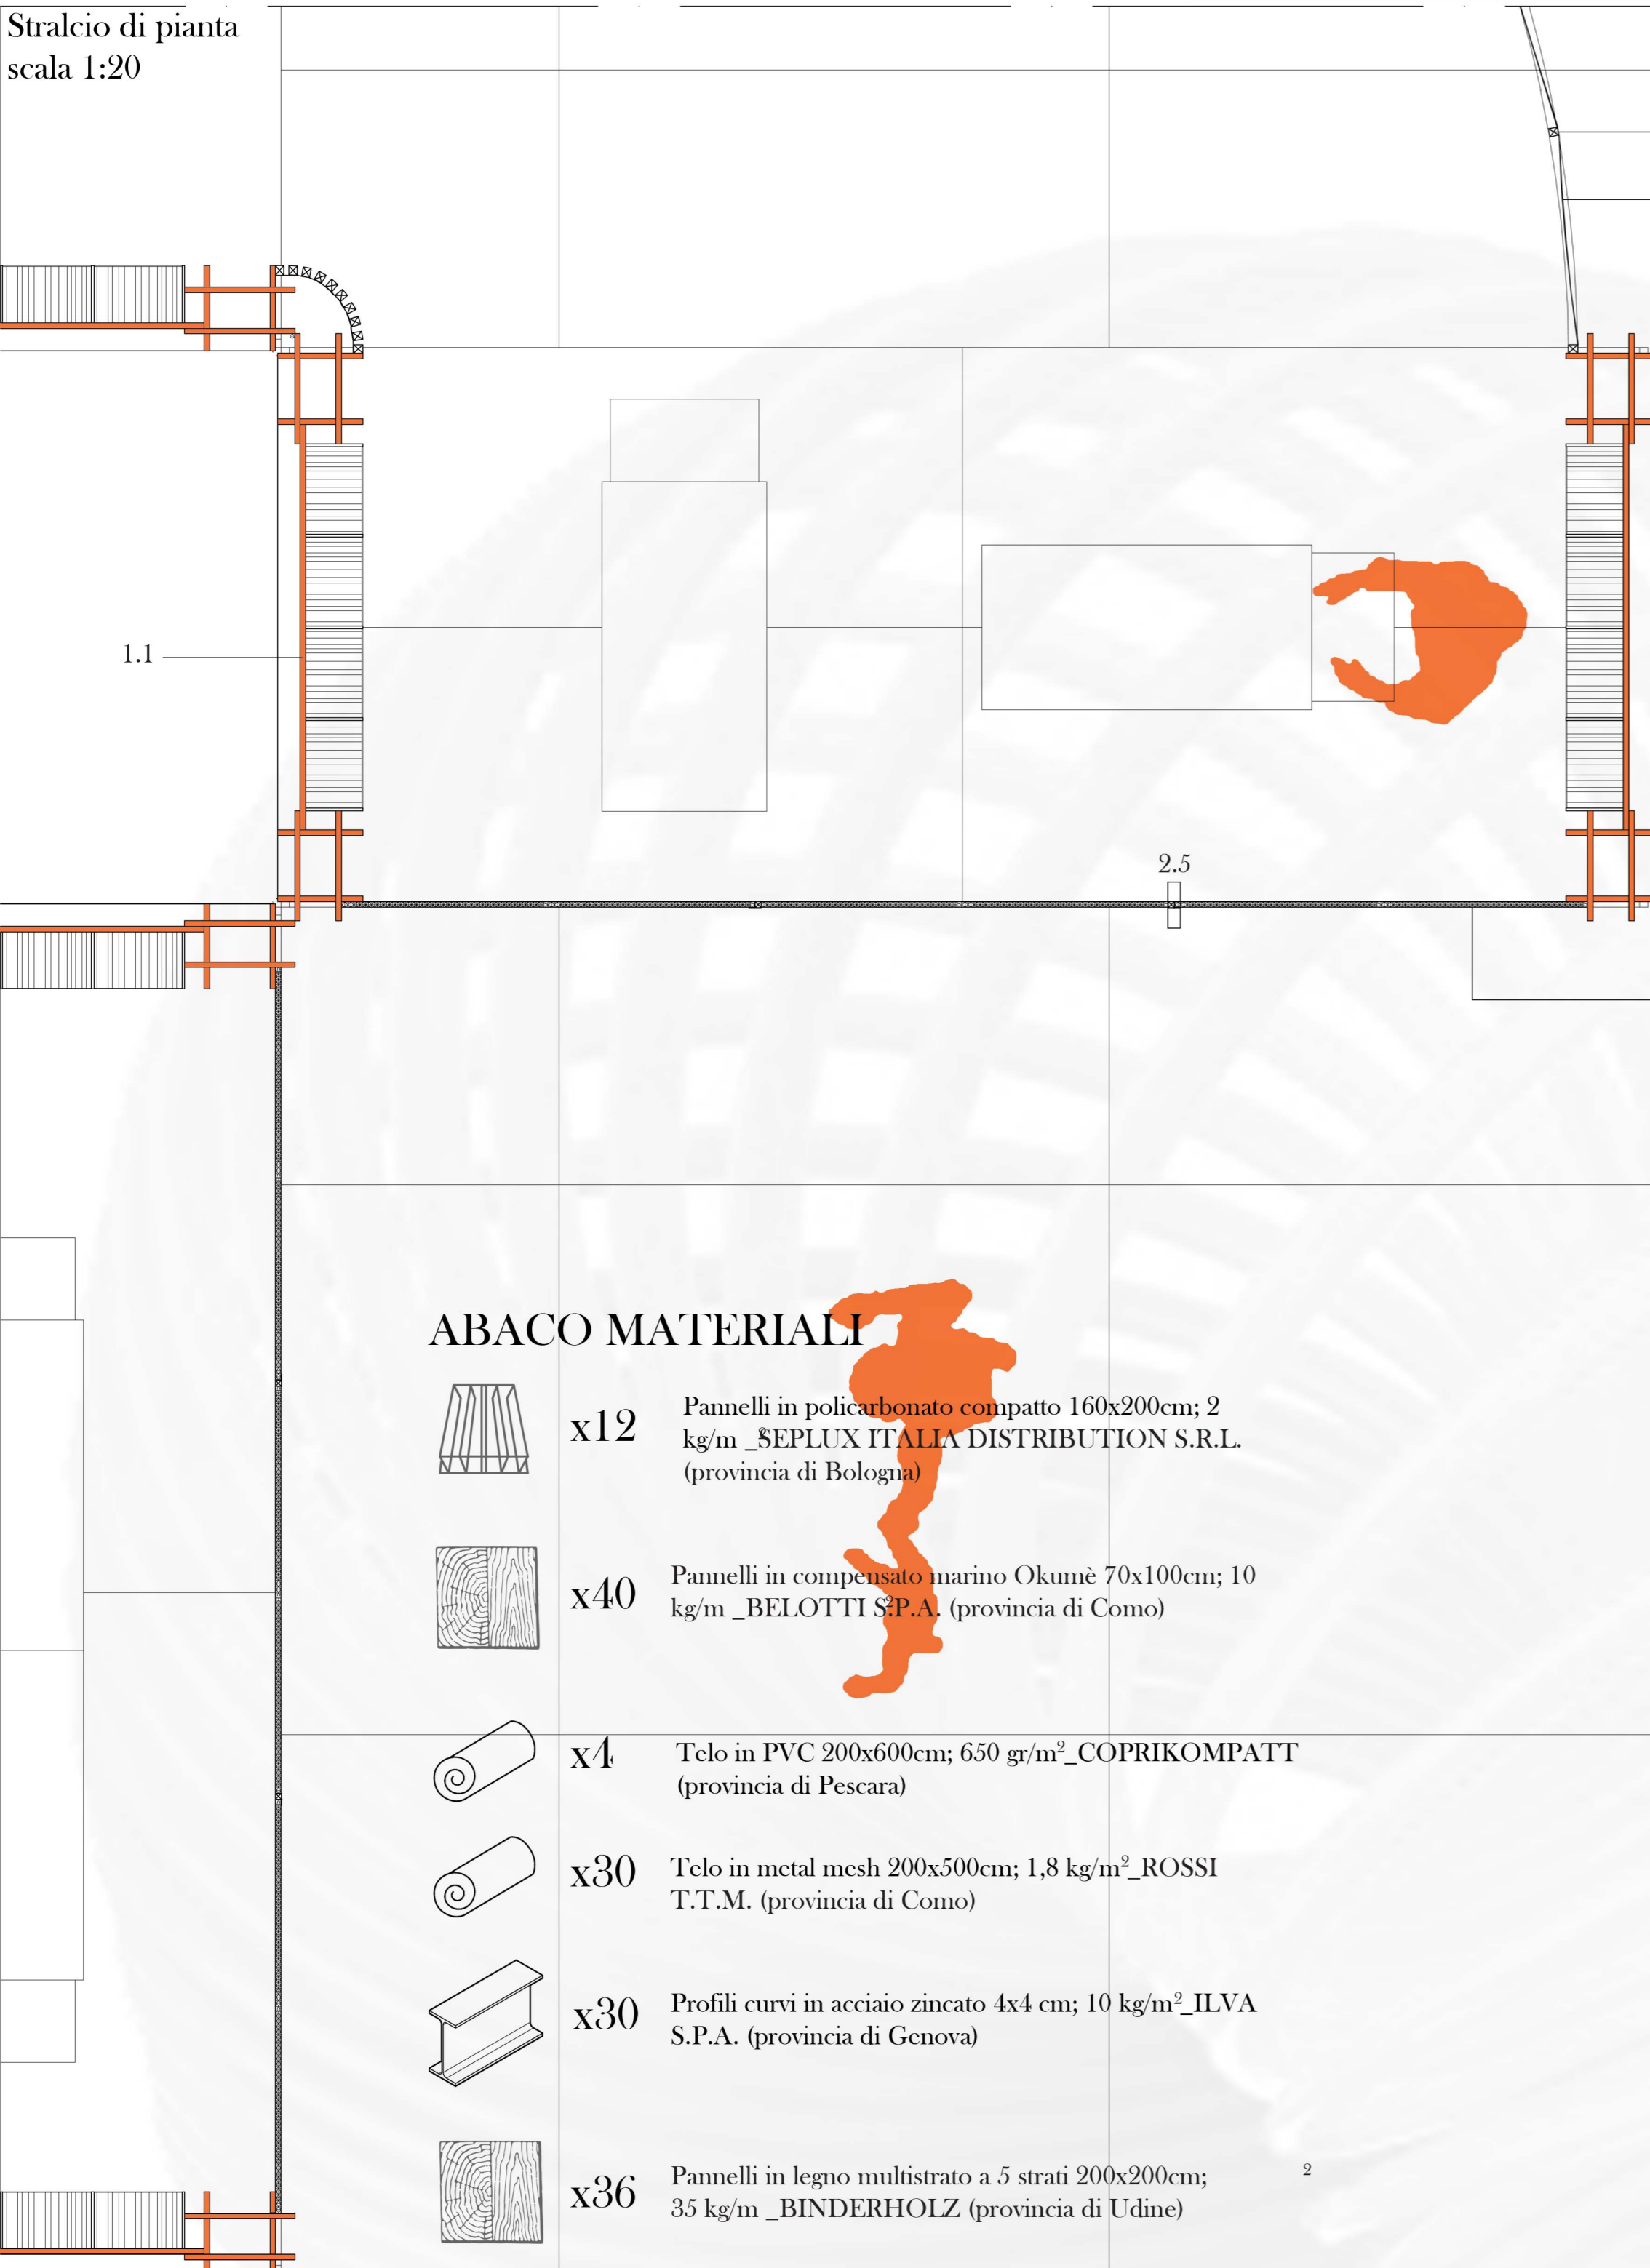 Stralcio di pianta
scala 1:20
1.1
2.5
ABACO MATERIALI
x12
Pannelli in policarbonato compatto 160x200cm; 2
kg/m _SEPLUX ITALIA DISTRIBUTION S.R.L.
2
(provincia di Bologna)
x40
Pannelli in compensato marino Okumè 70x100cm; 10
kg/m _BELOTTI S.P.A. (provincia di Como)
2
x4
Telo in PVC 200x600cm; 650 gr/m²_COPRIKOMPATT
(provincia di Pescara)
x30
Telo in metal mesh 200x500cm; 1,8 kg/m²_ROSSI
T.T.M. (provincia di Como)
x30
Profili curvi in acciaio zincato 4x4 cm; 10 kg/m²_ILVA
S.P.A. (provincia di Genova)
x36
Pannelli in legno multistrato a 5 strati 200x200cm;
2
35 kg/m _BINDERHOLZ (provincia di Udine)